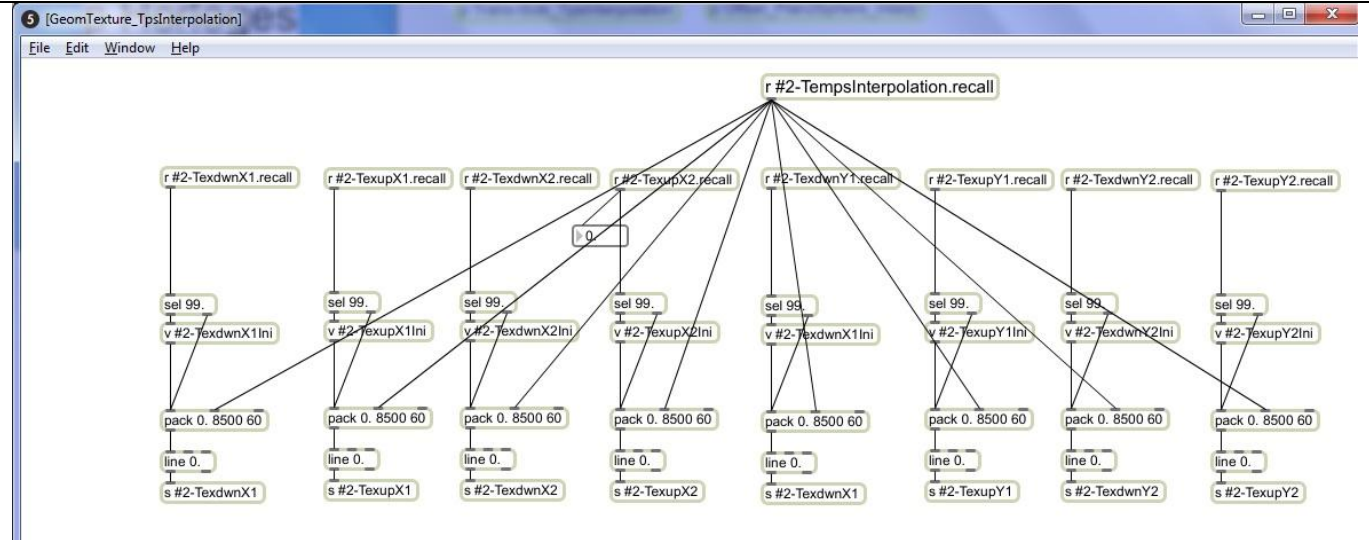 [GeomTexture_TpsInterpolation]
File Edit Window Help
r #2-TempsInterpolation.recall
r #2-TexdwnX1.recall r #2-TexupX1.recall r #2-TexdwnX2.recall r #2-TexupX2.recall r #2-TexdwnY1.recall r #2-TexupY1.recall r #2-TexdwnY2.recall r #2-TexupY2.recall
0.
sel 99. sel 99. sel 99. sel 99. sel 99. sel 99. sel 99. sel 99.
v #2-TexdwnX1Ini v #2-TexupX1Ini v #2-TexdwnX2Ini v #2-TexupX2Ini v #2-TexdwnX1Ini v #2-TexupY1Ini v #2-TexdwnY2Ini v #2-TexupY2Ini
pack 0. 8500 60 pack 0. 8500 60 pack 0. 8500 60 pack 0. 8500 60 pack 0. 8500 60 pack 0. 8500 60 pack 0. 8500 60 pack 0. 8500 60
line 0. line 0. line 0. line 0. line 0. line 0. line 0. line 0.
s #2-TexdwnX1 s #2-TexupX1 s #2-TexdwnX2 s #2-TexupX2 s #2-TexdwnX1 s #2-TexupY1 s #2-TexdwnY2 s #2-TexupY2